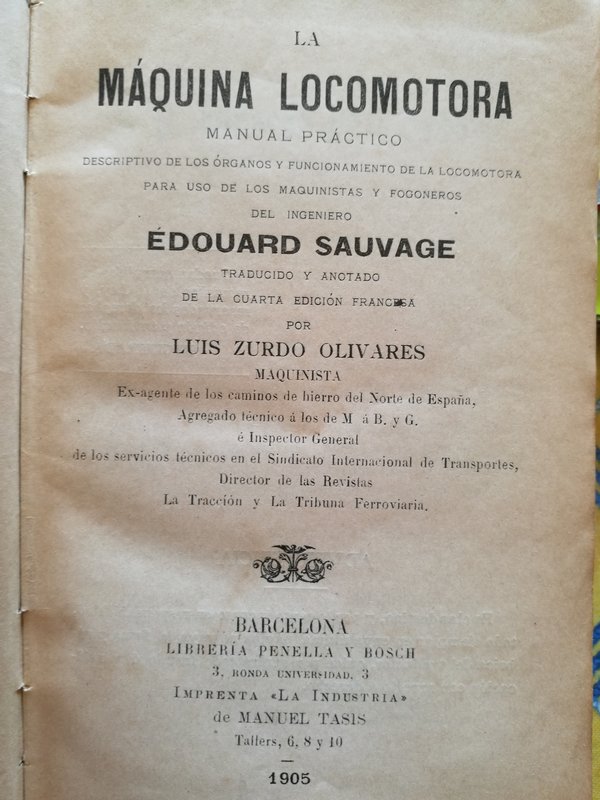 LA
MÁQUINA LOCOMOTORA
MANUAL PRÁCTICO
DESCRIPTIVO DE LOS ÓRGANOS Y FUNCIONAMIENTO DE LA LOCOMOTORA
PARA USO DE LOS MAQUINISTAS Y FOGONEROS
DEL INGENIERO
ÉDOUARD SAUVAGE
TRADUCIDO Y ANOTADO
DE LA CUARTA EDICIÓN FRANCESA
POR
LUIS ZURDO OLIVARES
MAQUINISTA
Ex-agente de los caminos de hierro del Norte de España,
Agregado técnico á los de M á B. y G.
é Inspector General
de los servicios técnicos en el Sindicato Internacional de Transportes,
Director de las Revistas
La Tracción y La Tribuna Ferroviaria.
BARCELONA
LIBRERÍA PENELLA Y BOSCH
3, RONDA UNIVERSIDAD, 3
IMPRENTA «LA INDUSTRIA»
de MANUEL TASIS
Tallers, 6, 8 y 10
1905